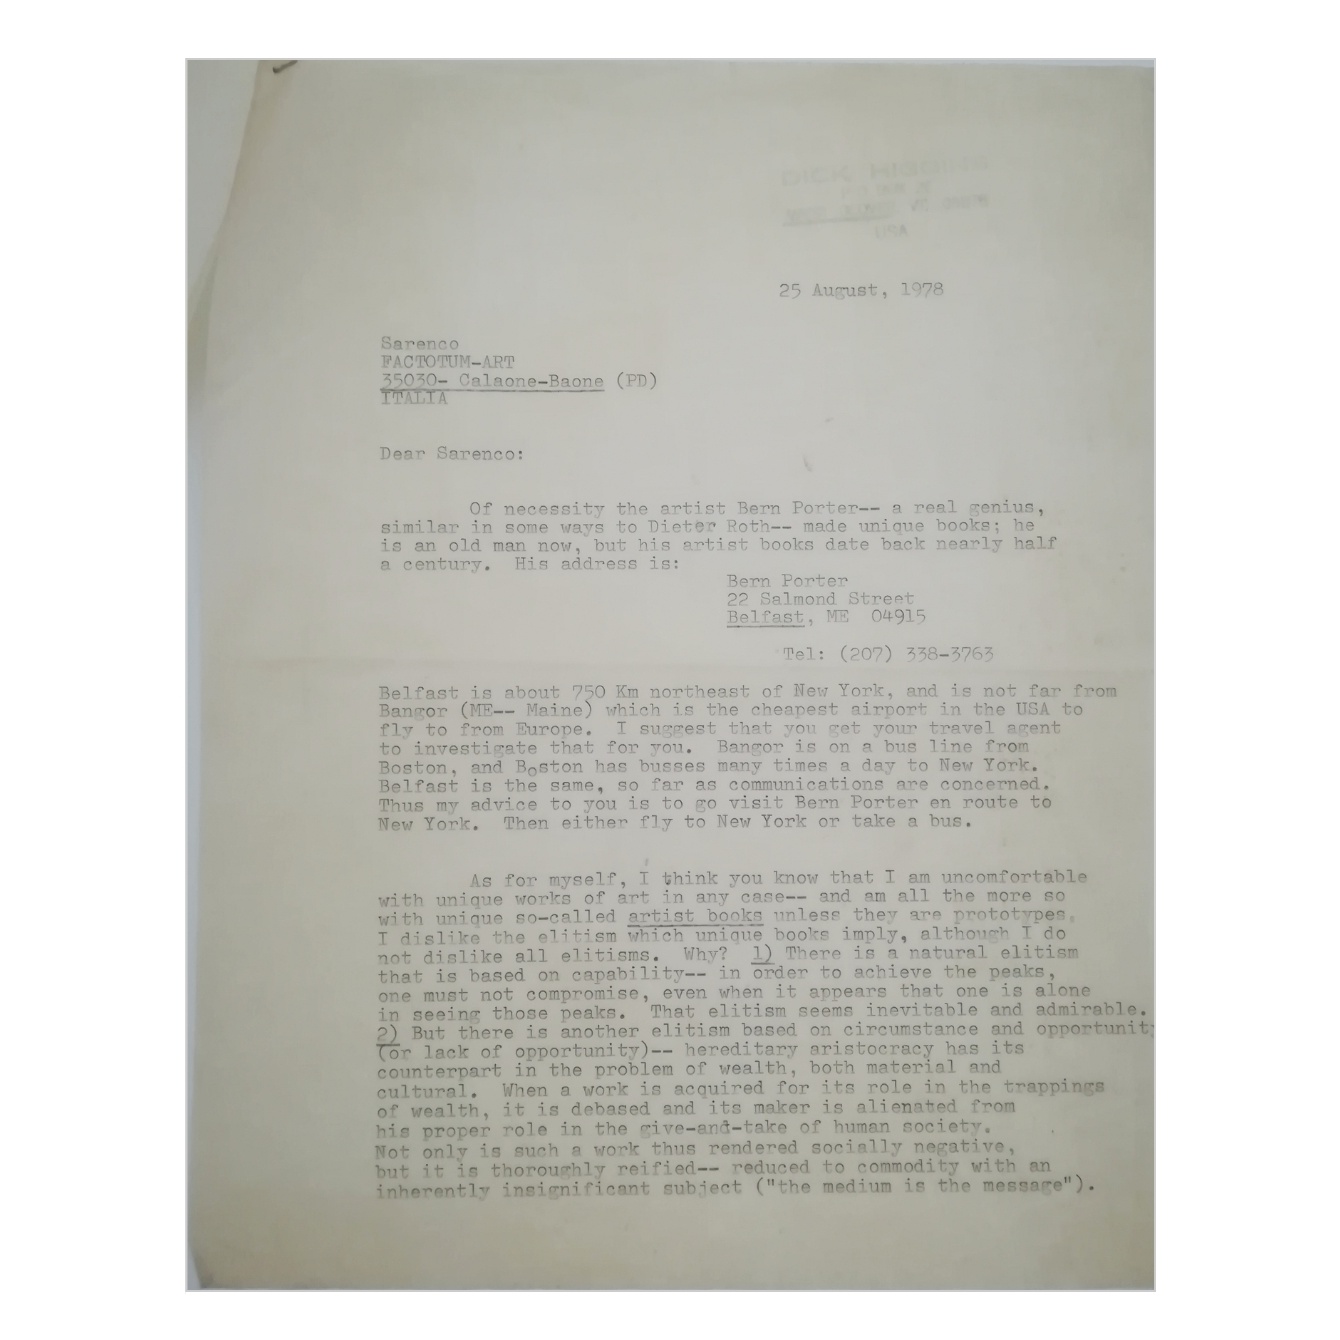 25 August, 1978
Sarenco
FACTOTUM-ART
35030- Calaone-Baone (PD)
ITALIA
Dear Sarenco:
Of necessity the artist Bern Porter-- a real genius,
similar in some ways to Dieter Roth-- made unique books; he
is an old man now, but his artist books date back nearly half
a century. His address is:
Bern Porter
22 Salmond Street
Belfast, ME 04915
Tel: (207) 338-3763
Belfast is about 750 Km northeast of New York, and is not far from
Bangor (ME-- Maine) which is the cheapest airport in the USA to
fly to from Europe. I suggest that you get your travel agent
to investigate that for you. Bangor is on a bus line from
Boston, and Boston has busses many times a day to New York.
Belfast is the same, so far as communications are concerned.
Thus my advice to you is to go visit Bern Porter en route to
New York. Then either fly to New York or take a bus.
As for myself, I think you know that I am uncomfortable
with unique works of art in any case-- and am all the more so
with unique so-called artist books unless they are prototypes.
I dislike the elitism which unique books imply, although I do
not dislike all elitisms. Why? 1) There is a natural elitism
that is based on capability-- in order to achieve the peaks,
one must not compromise, even when it appears that one is alone
in seeing those peaks. That elitism seems inevitable and admirable.
2) But there is another elitism based on circumstance and opportunit
(or lack of opportunity)-- hereditary aristocracy has its
counterpart in the problem of wealth, both material and
cultural. When a work is acquired for its role in the trappings
of wealth, it is debased and its maker is alienated from
his proper role in the give-and-take of human society.
Not only is such a work thus rendered socially negative,
but it is thoroughly reified-- reduced to commodity with an
inherently insignificant subject ("the medium is the message").